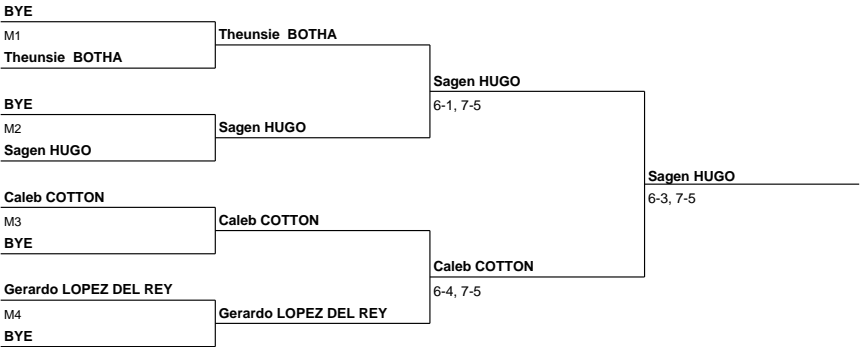 BYE
M1
Theunsie BOTHA
Theunsie BOTHA
BYE
M2
Sagen HUGO
Sagen HUGO
Sagen HUGO
6-1, 7-5
Caleb COTTON
M3
BYE
Caleb COTTON
Gerardo LOPEZ DEL REY
M4
BYE
Gerardo LOPEZ DEL REY
Caleb COTTON
6-4, 7-5
Sagen HUGO
6-3, 7-5